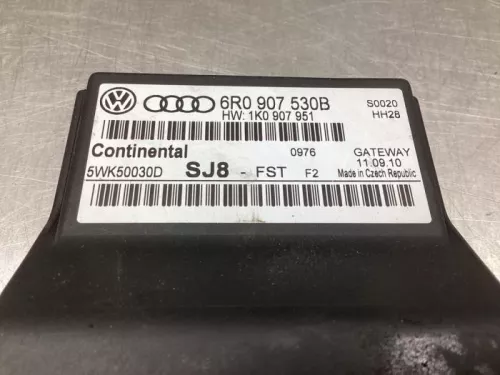 6R0 907 530B S0020
HW: 1K0 907 951 HH28
Continental 0976 GATEWAY
5WK50030D SJ8 - FST F2 11.09.10
Made in Czech Republic